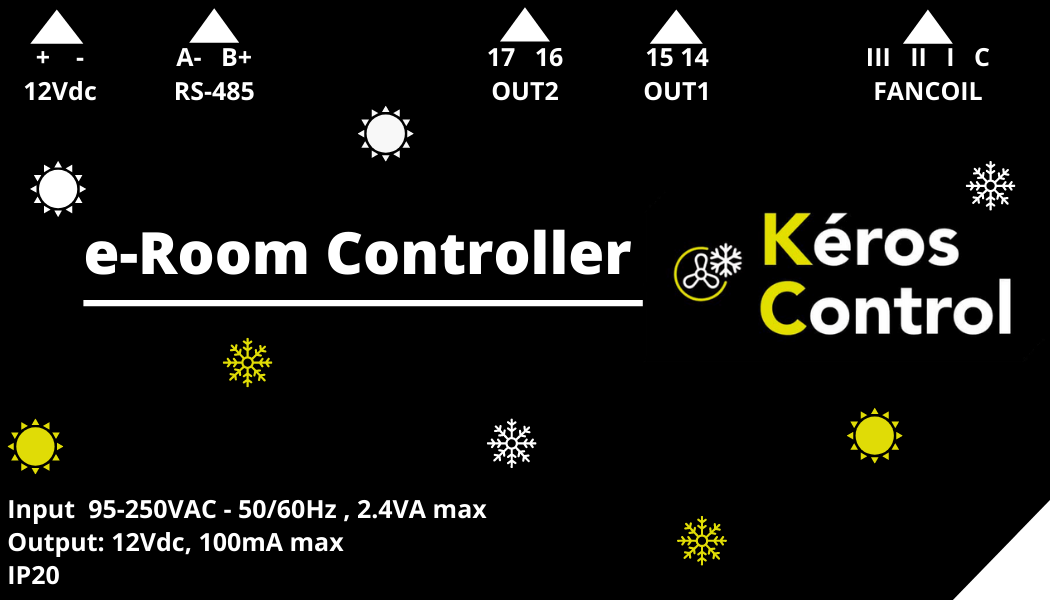 + - A- B+ 17 16 15 14 III II I C
12Vdc RS-485 OUT2 OUT1 FANCOIL
e-Room Controller
Kéros
Control
Input 95-250VAC - 50/60Hz , 2.4VA max
Output: 12Vdc, 100mA max
IP20